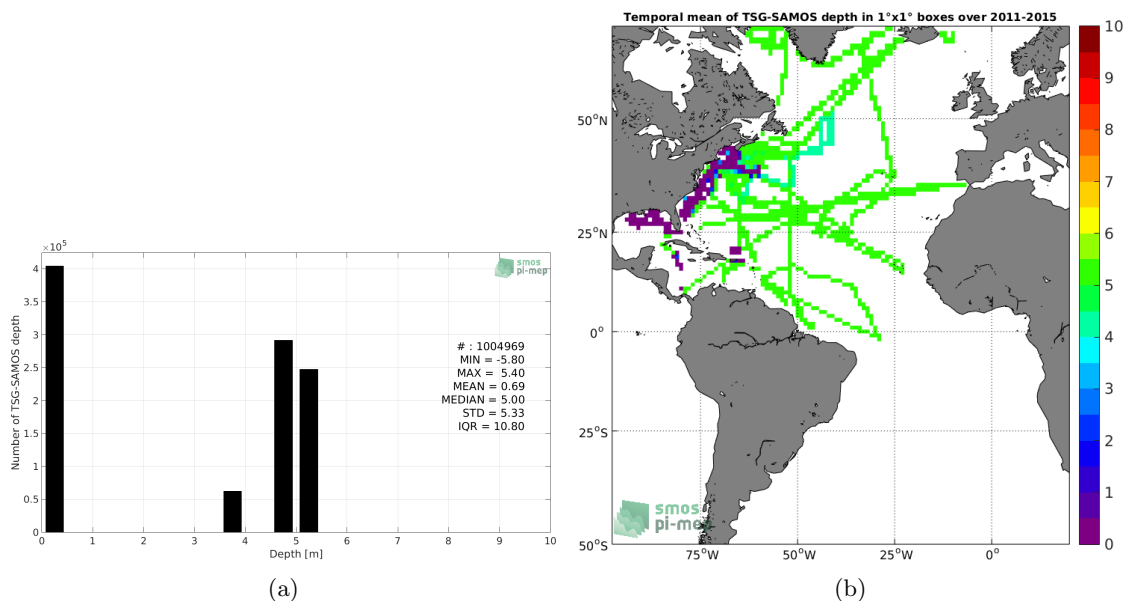 Temporal mean of TSG-SAMOS depth in 1°x1° boxes over 2011-2015
×10⁵
4
3.5
3
2.5
2
1.5
1
0.5
0
Number of TSG-SAMOS depth
smos
pi-mep
# : 1004969
MIN = -5.80
MAX = 5.40
MEAN = 0.69
MEDIAN = 5.00
STD = 5.33
IQR = 10.80
0 1 2 3 4 5 6 7 8 9 10
Depth [m]
(a)
50°N
25°N
0°
25°S
50°S
75°W 50°W 25°W 0°
smos
pi-mep
10
9
8
7
6
5
4
3
2
1
0
(b)